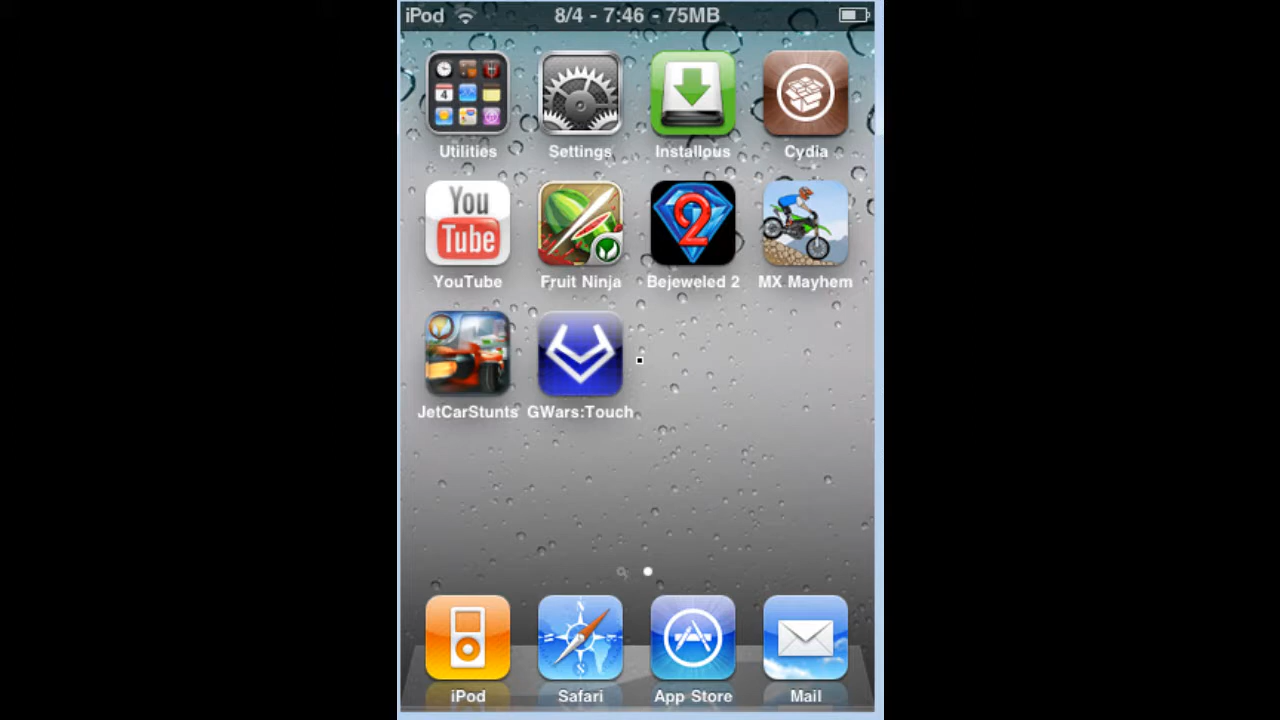 iPod 8/4 - 7:46 - 75MB
4
Utilities Settings Installous Cydia
You
Tube 2
YouTube Fruit Ninja Bejeweled 2 MX Mayhem
JetCarStunts GWars:Touch
N
S
iPod Safari App Store Mail